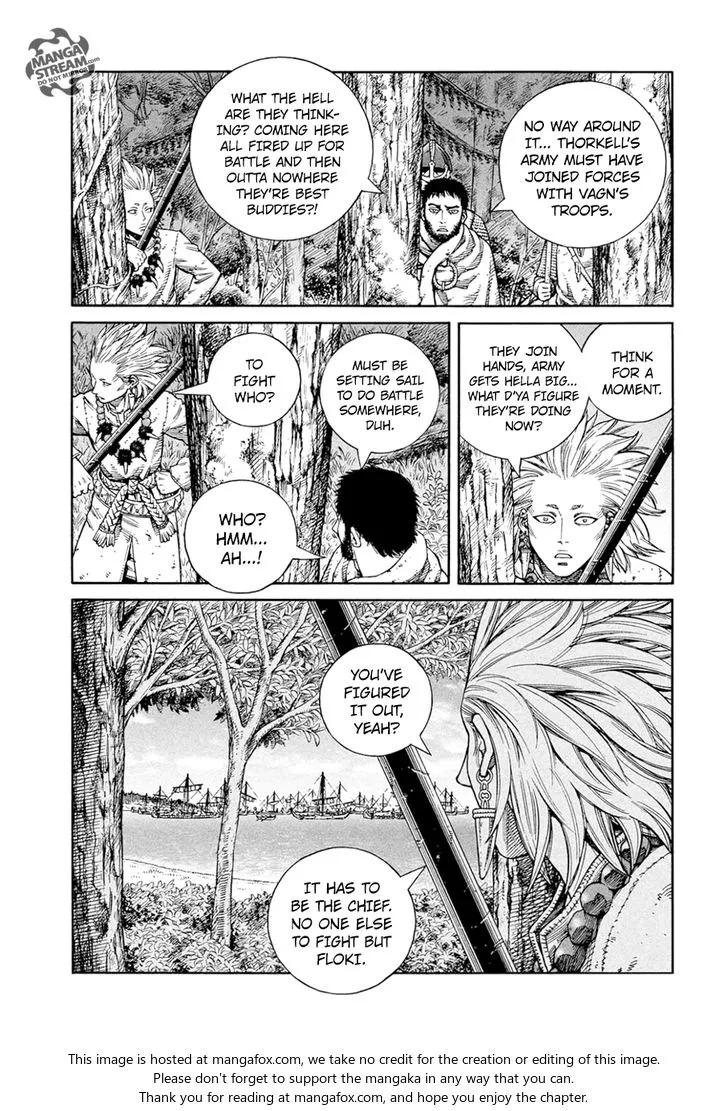 MANGA
STREAM.com
DO NOT MIRROR
WHAT THE HELL
ARE THEY THINK-
ING? COMING HERE
ALL FIRED UP FOR
BATTLE AND THEN
OUTTA NOWHERE
THEY'RE BEST
BUDDIES?!
NO WAY AROUND
IT... THORKELL'S
ARMY MUST HAVE
JOINED FORCES
WITH VAGN'S
TROOPS.
TO
FIGHT
WHO?
MUST BE
SETTING SAIL
TO DO BATTLE
SOMEWHERE,
DUH.
WHO?
HMM...
AH...!
THINK
FOR A
MOMENT.
THEY JOIN
HANDS, ARMY
GETS HELLA BIG...
WHAT D'YA FIGURE
THEY'RE DOING
NOW?
YOU'VE
FIGURED
IT OUT,
YEAH?
IT HAS TO
BE THE CHIEF.
NO ONE ELSE
TO FIGHT BUT
FLOKI.
This image is hosted at mangafox.com, we take no credit for the creation or editing of this image.
Please don't forget to support the mangaka in any way that you can.
Thank you for reading at mangafox.com, and hope you enjoy the chapter.